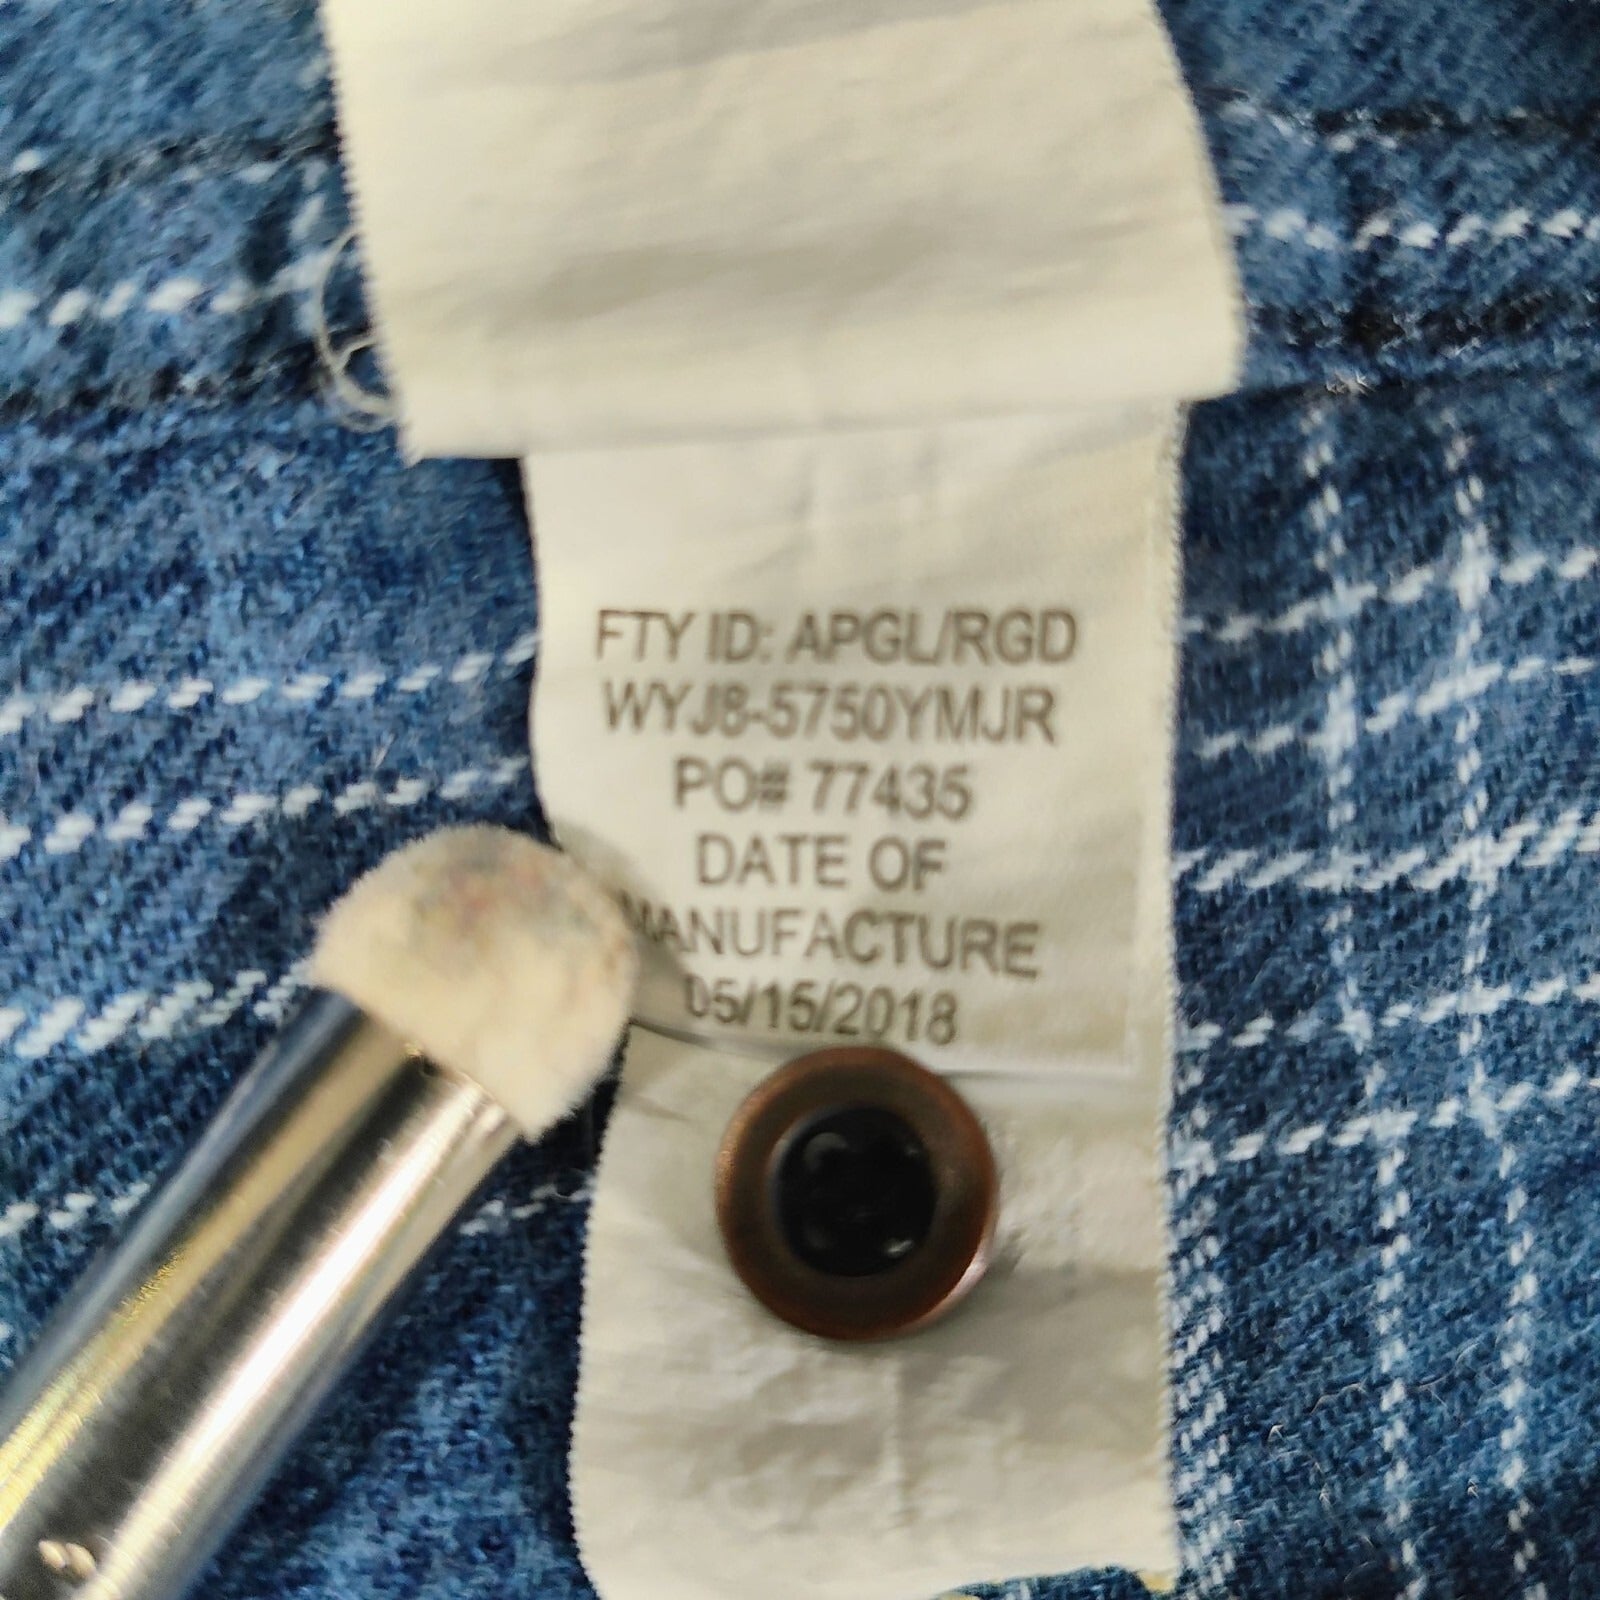 FTY ID: APGL/RGD
WYJ8-5750YMJR
PO# 77435
DATE OF
MANUFACTURE
05/15/2018